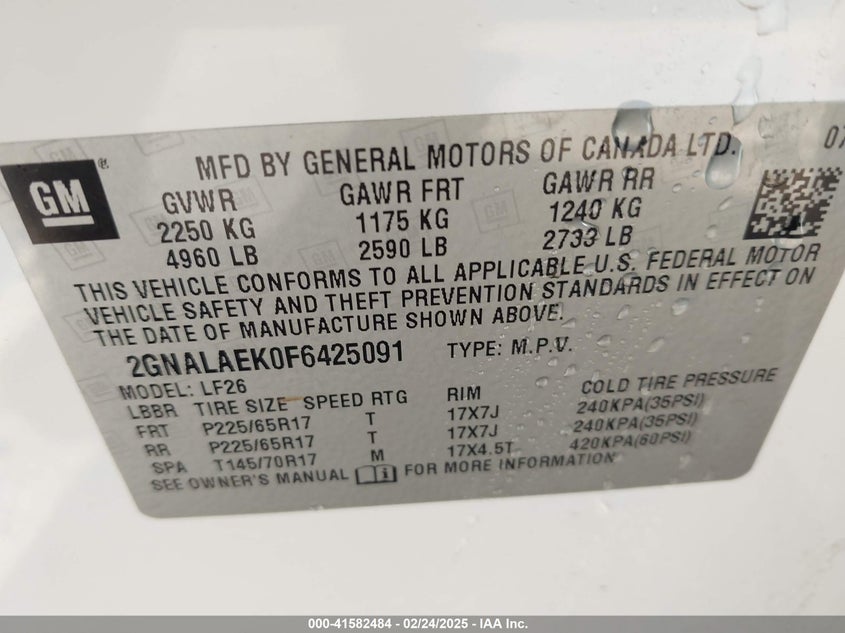 GM ®
MFD BY GENERAL MOTORS OF CANADA LTD. 07
GVWR GAWR FRT GAWR RR
2250 KG 1175 KG 1240 KG
4960 LB 2590 LB 2733 LB
THIS VEHICLE CONFORMS TO ALL APPLICABLE U.S. FEDERAL MOTOR
VEHICLE SAFETY AND THEFT PREVENTION STANDARDS IN EFFECT ON
THE DATE OF MANUFACTURE SHOWN ABOVE.
2GNALAEK0F6425091 TYPE: M.P.V.
MODEL: LF26
LBBR TIRE SIZE SPEED RTG RIM COLD TIRE PRESSURE
FRT P225/65R17 T 17X7J 240KPA(35PSI)
RR P225/65R17 T 17X7J 240KPA(35PSI)
SPA T145/70R17 M 17X4.5T 420KPA(60PSI)
SEE OWNER'S MANUAL FOR MORE INFORMATION
000-41582484 - 02/24/2025 - IAA Inc.